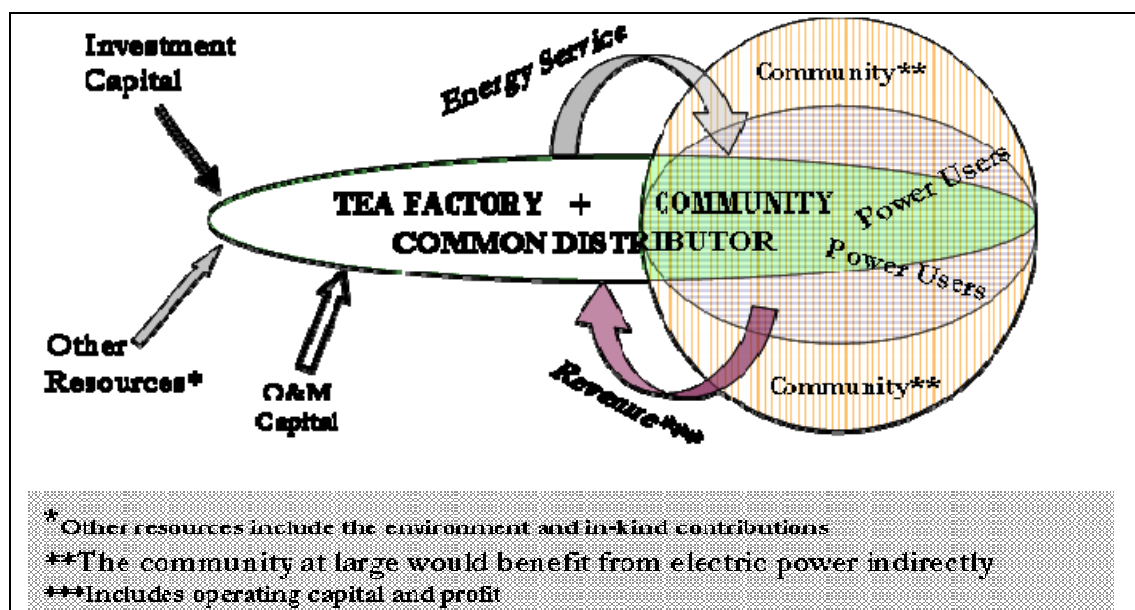 Investment
Capital
Energy Service
Community**
TEA FACTORY + COMMUNITY
COMMON DISTRIBUTOR
Power Users
Power Users
Other
Resources*
O&M
Capital
Revenue***
Community**
*Other resources include the environment and in-kind contributions
**The community at large would benefit from electric power indirectly
***Includes operating capital and profit